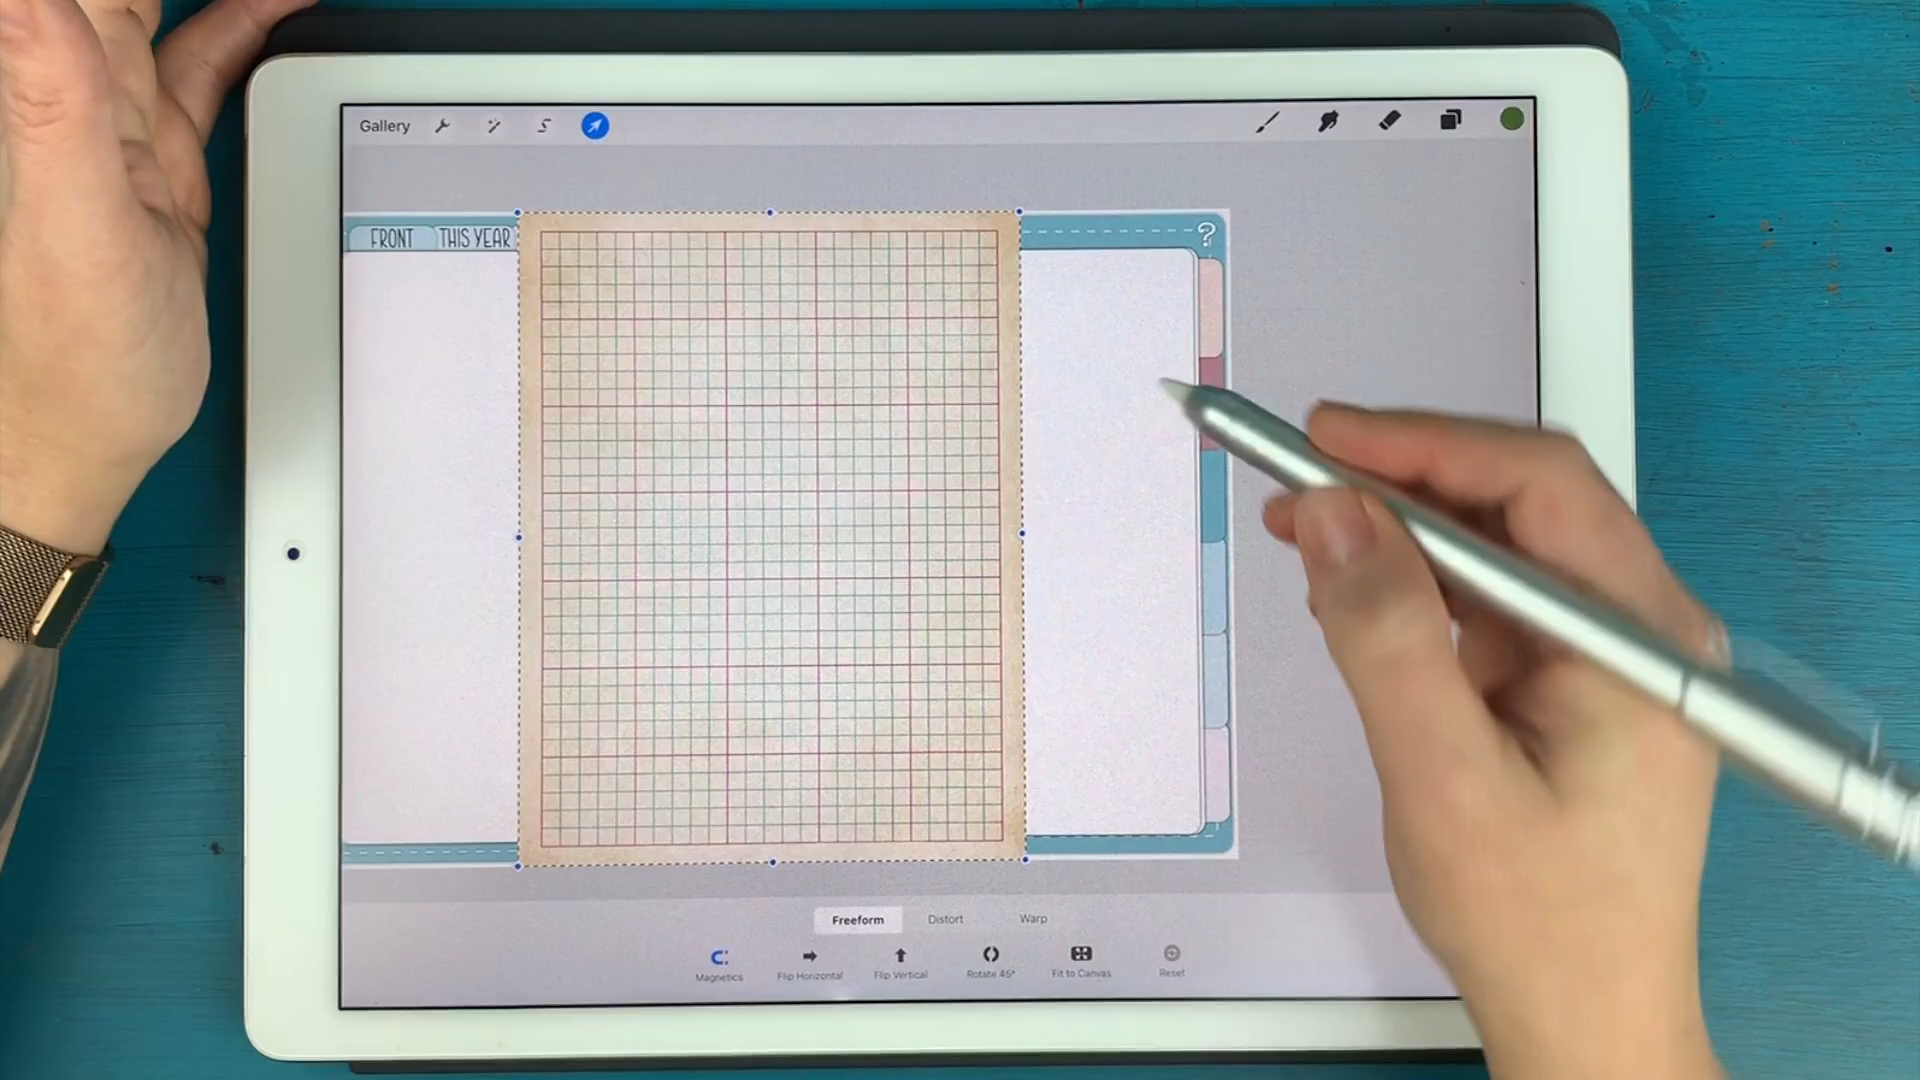 Gallery
FRONT THIS YEAR ?
Freeform Distort Warp
Magnetics Flip Horizontal Flip Vertical Rotate 45° Fit to Canvas Reset